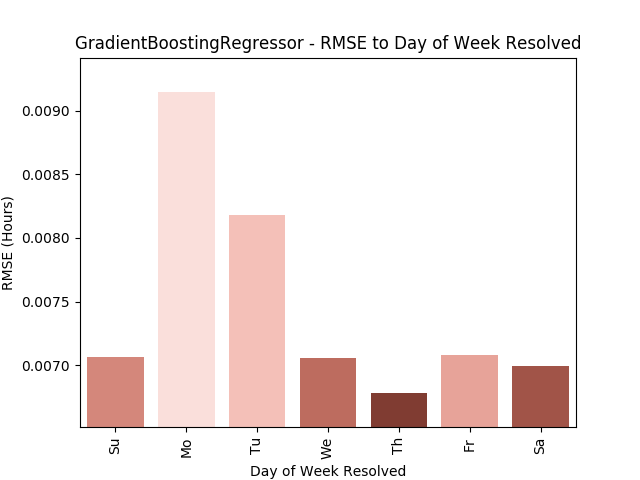 GradientBoostingRegressor - RMSE to Day of Week Resolved
RMSE (Hours)
0.0090
0.0085
0.0080
0.0075
0.0070
Su
Mo
Tu
We
Th
Fr
Sa
Day of Week Resolved